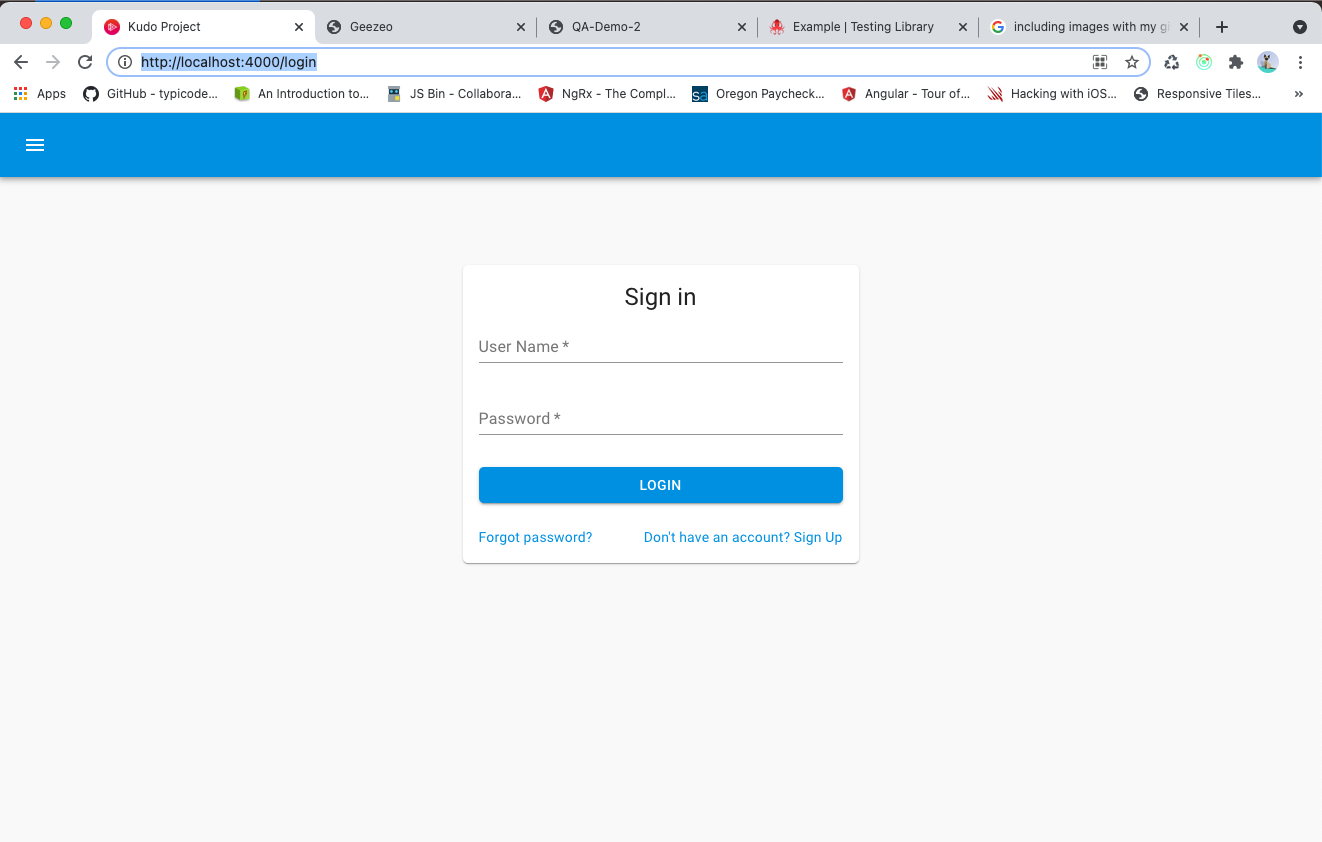 Kudo Project
Geezeo
QA-Demo-2
Example | Testing Library
including images with my gi
http://localhost:4000/login
Apps
GitHub - typicode...
An Introduction to...
JS Bin - Collabora...
NgRx - The Compl...
sa
Oregon Paycheck...
Angular - Tour of...
Hacking with iOS...
Responsive Tiles...
»
Sign in
User Name *
Password *
LOGIN
Forgot password?
Don't have an account? Sign Up